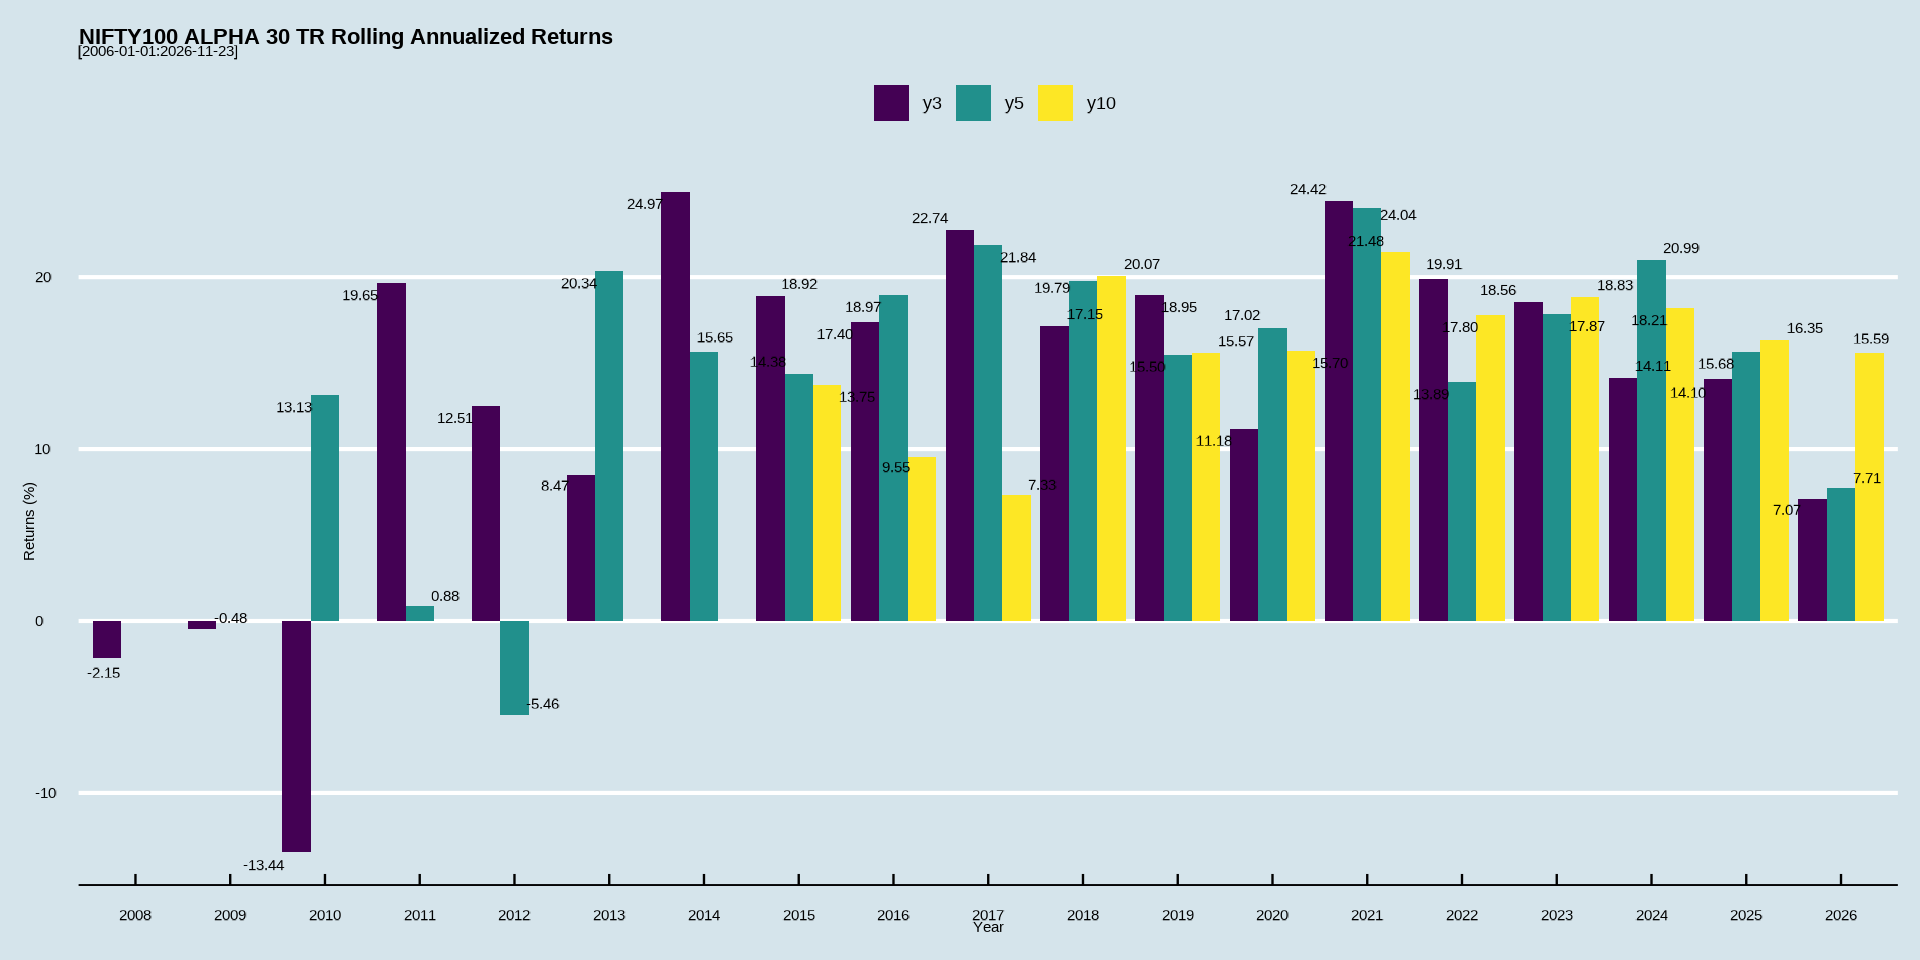 NIFTY100 ALPHA 30 TR Rolling Annualized Returns
[2006-01-01:2026-11-23]
y3 y5 y10
24.42
24.97 22.74 24.04
21.48 20.99
21.84 20.07 19.91
20 20.34 18.92 19.79 18.56 18.83
19.65 18.97 17.15 18.95 17.02 17.80 17.87 18.21 16.35
15.65 17.40 15.57 15.59
14.38 15.50 15.70 14.11 15.68
13.13 13.75 13.89 14.10
12.51
10 11.18
9.55
8.47 7.33 7.71
7.07
Returns (%)
0.88
0 -0.48
-2.15
-5.46
-10
-13.44
2008 2009 2010 2011 2012 2013 2014 2015 2016 2017 2018 2019 2020 2021 2022 2023 2024 2025 2026
Year